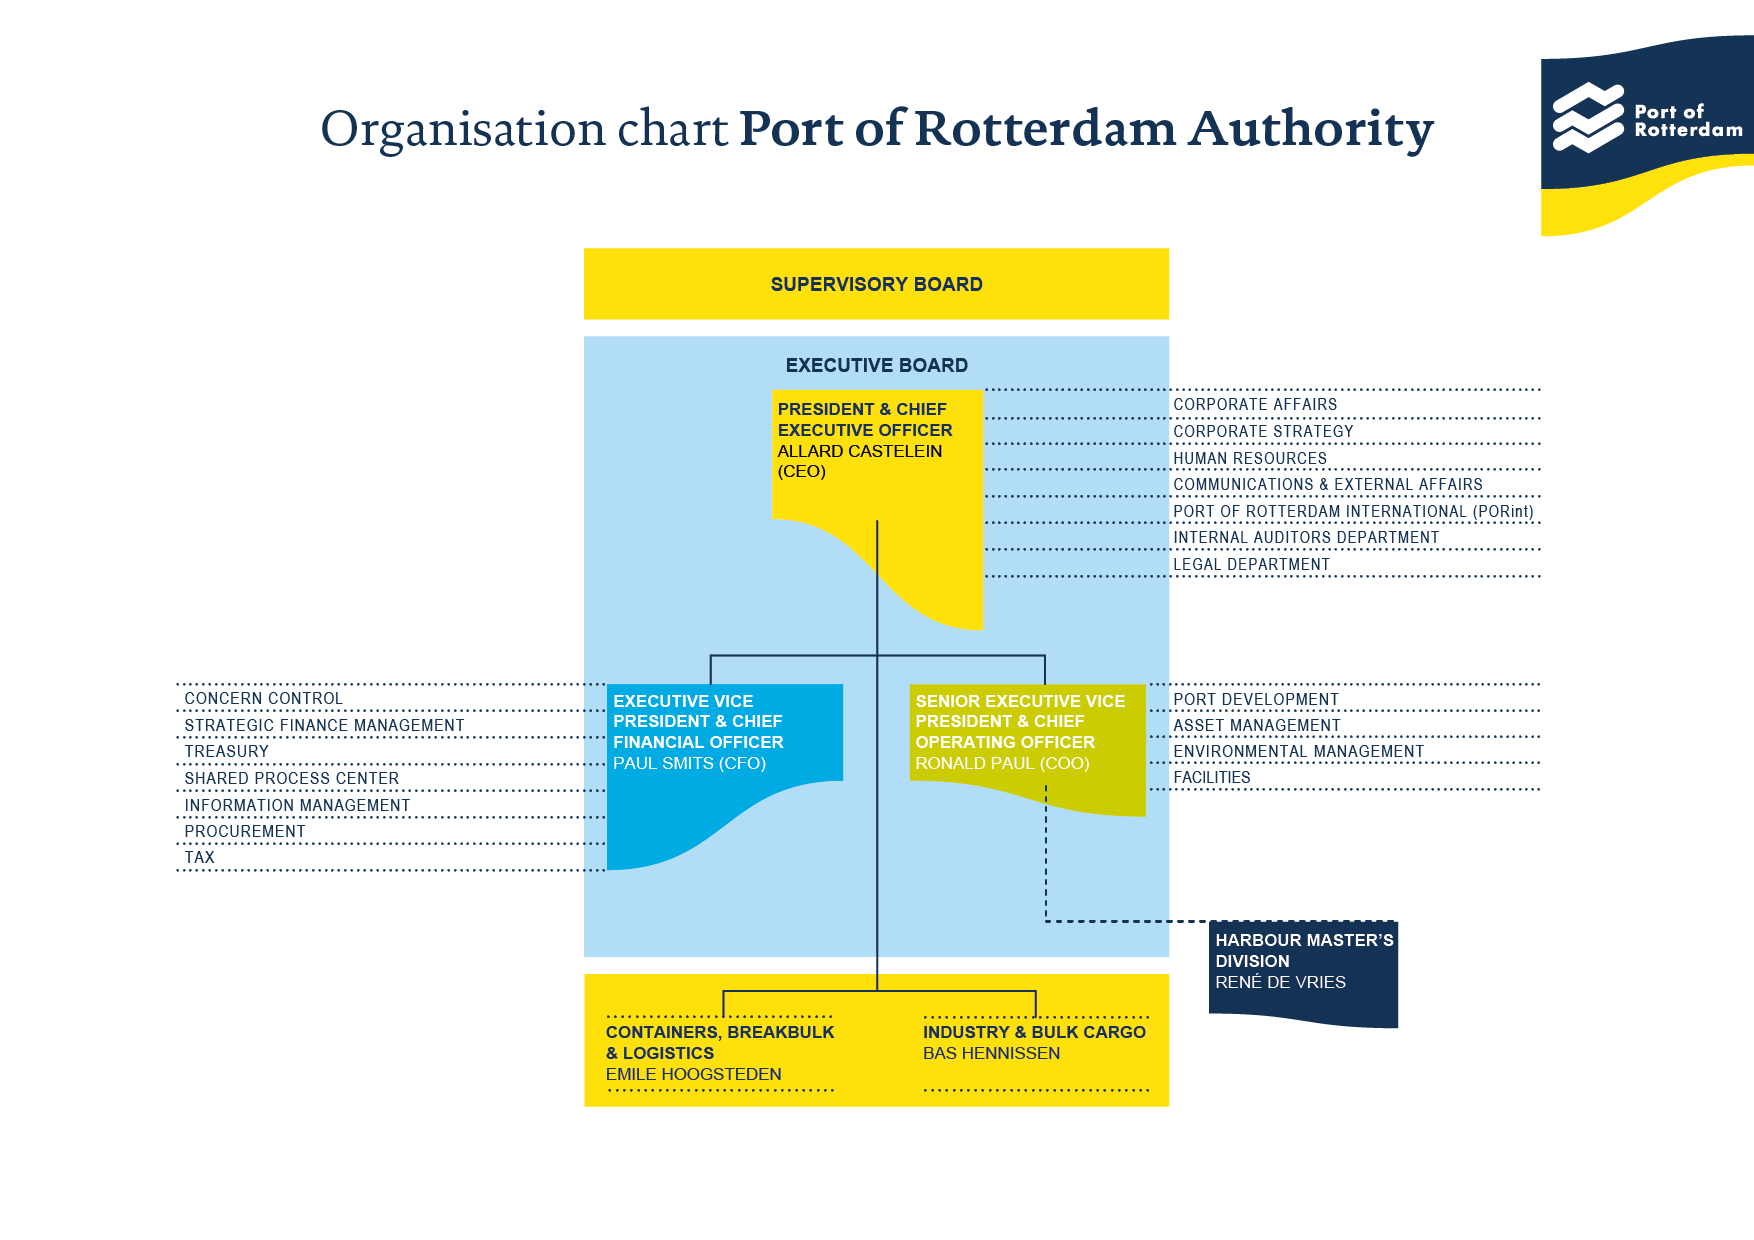 Organisation chart Port of Rotterdam Authority
Port of
Rotterdam
SUPERVISORY BOARD
EXECUTIVE BOARD
PRESIDENT & CHIEF
EXECUTIVE OFFICER
ALLARD CASTELEIN
(CEO)
CORPORATE AFFAIRS
CORPORATE STRATEGY
HUMAN RESOURCES
COMMUNICATIONS & EXTERNAL AFFAIRS
PORT OF ROTTERDAM INTERNATIONAL (PORint)
INTERNAL AUDITORS DEPARTMENT
LEGAL DEPARTMENT
CONCERN CONTROL
STRATEGIC FINANCE MANAGEMENT
TREASURY
SHARED PROCESS CENTER
INFORMATION MANAGEMENT
PROCUREMENT
TAX
EXECUTIVE VICE
PRESIDENT & CHIEF
FINANCIAL OFFICER
PAUL SMITS (CFO)
SENIOR EXECUTIVE VICE
PRESIDENT & CHIEF
OPERATING OFFICER
RONALD PAUL (COO)
PORT DEVELOPMENT
ASSET MANAGEMENT
ENVIRONMENTAL MANAGEMENT
FACILITIES
HARBOUR MASTER’S
DIVISION
RENÉ DE VRIES
CONTAINERS, BREAKBULK
& LOGISTICS
EMILE HOOGSTEDEN
INDUSTRY & BULK CARGO
BAS HENNISSEN